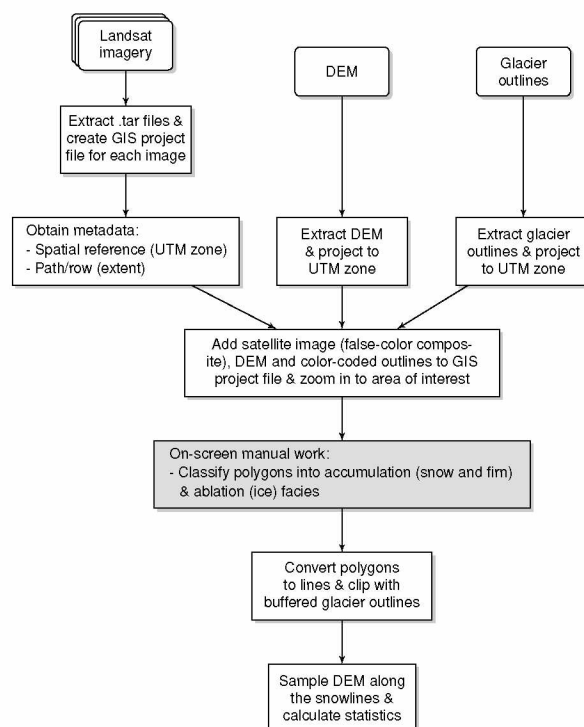 Landsat
imagery
DEM
Glacier
outlines
Extract .tar files &
create GIS project
file for each image
Obtain metadata:
- Spatial reference (UTM zone)
- Path/row (extent)
Extract DEM
& project to
UTM zone
Extract glacier
outlines & project
to UTM zone
Add satellite image (false-color compos-
ite), DEM and color-coded outlines to GIS
project file & zoom in to area of interest
On-screen manual work:
- Classify polygons into accumulation (snow and firn)
& ablation (ice) facies
Convert polygons
to lines & clip with
buffered glacier outlines
Sample DEM along
the snowlines &
calculate statistics